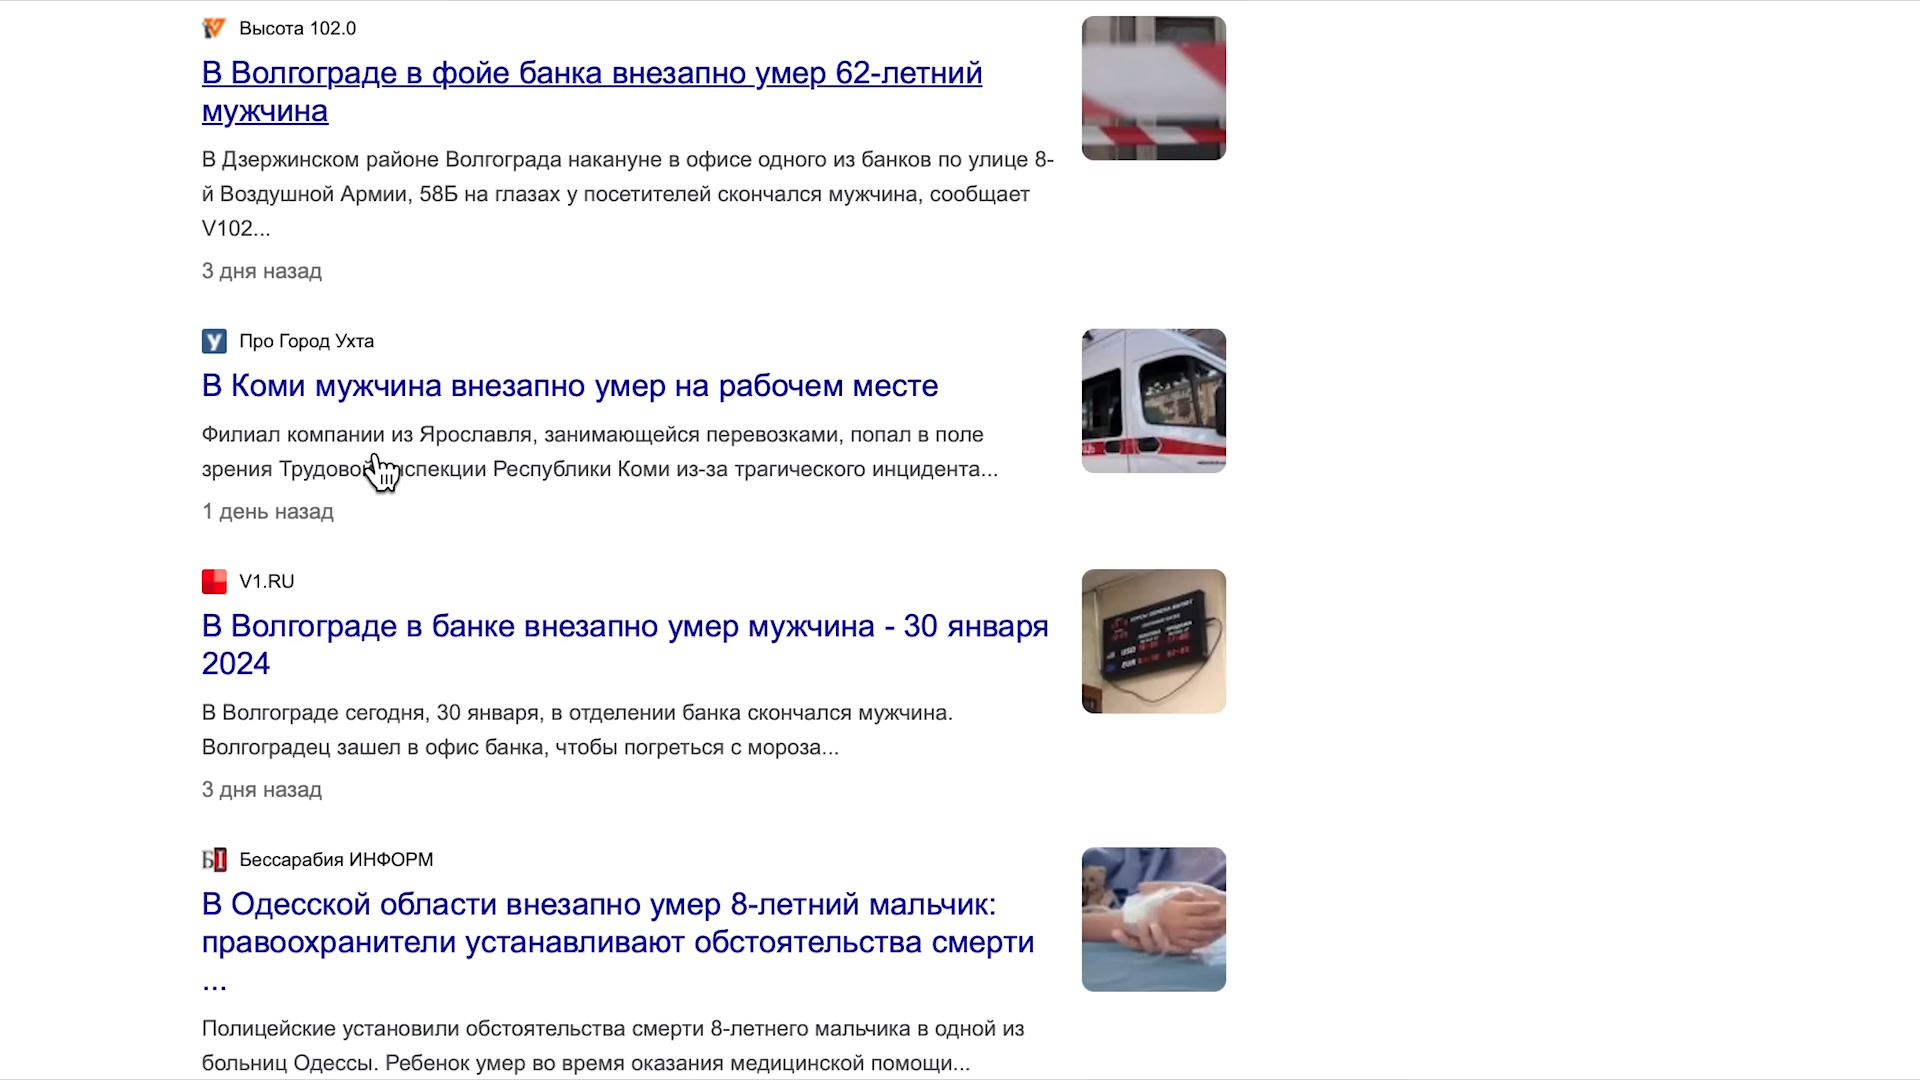 Высота 102.0
В Волгограде в фойе банка внезапно умер 62-летний
мужчина
В Дзержинском районе Волгограда накануне в офисе одного из банков по улице 8-
й Воздушной Армии, 58Б на глазах у посетителей скончался мужчина, сообщает
V102...
3 дня назад
Про Город Ухта
В Коми мужчина внезапно умер на рабочем месте
Филиал компании из Ярославля, занимающейся перевозками, попал в поле
зрения Трудовой инспекции Республики Коми из-за трагического инцидента...
1 день назад
V1.RU
В Волгограде в банке внезапно умер мужчина - 30 января
2024
В Волгограде сегодня, 30 января, в отделении банка скончался мужчина.
Волгоградец зашел в офис банка, чтобы погреться с мороза...
3 дня назад
Бессарабия ИНФОРМ
В Одесской области внезапно умер 8-летний мальчик:
правоохранители устанавливают обстоятельства смерти
...
Полицейские установили обстоятельства смерти 8-летнего мальчика в одной из
больниц Одессы. Ребенок умер во время оказания медицинской помощи...